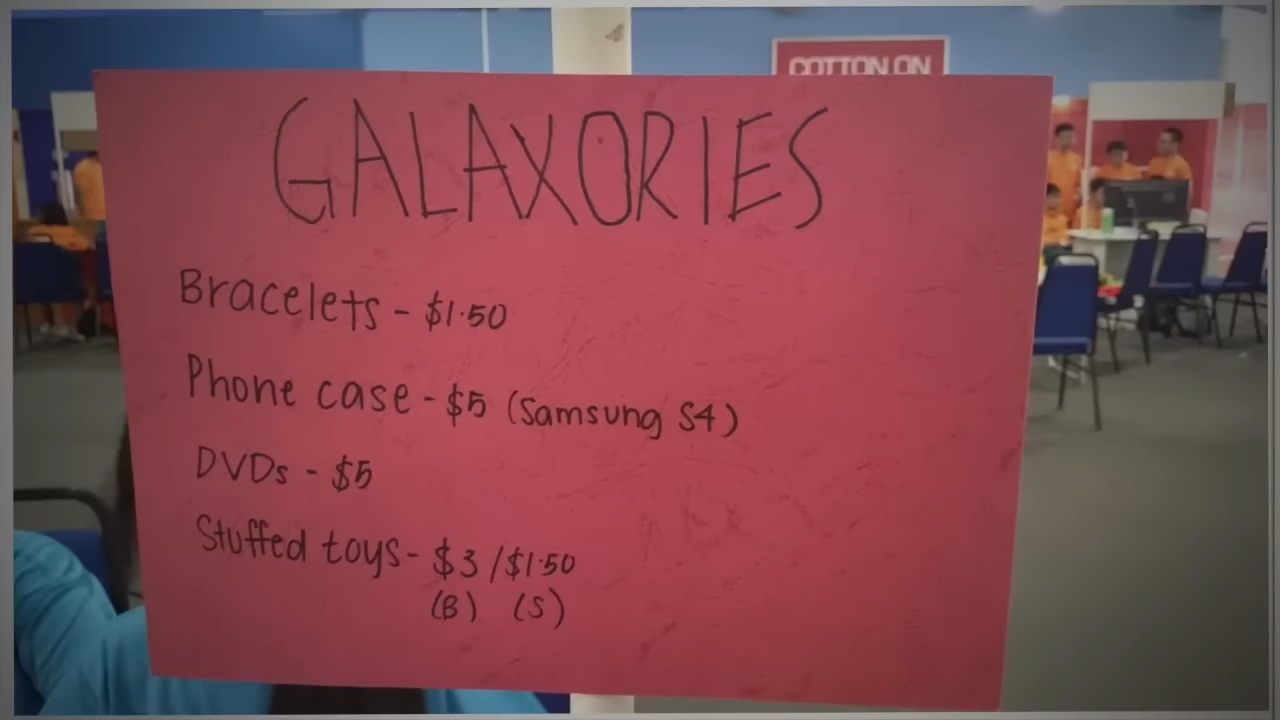 COTTON ON
GALAXORIES
Bracelets - $1.50
Phone case - $5 (Samsung S4)
DVDs - $5
Stuffed toys - $3 / $1.50
(B) (S)